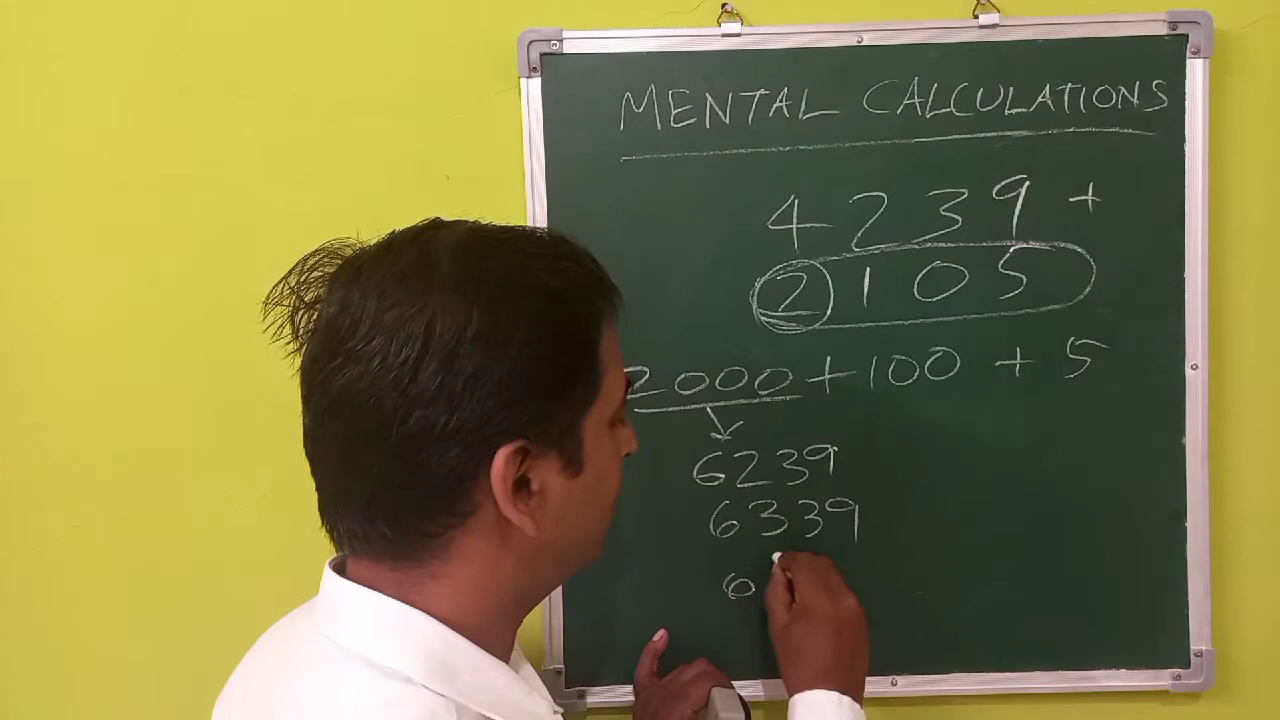 MENTAL CALCULATIONS
4239 +
2105
2000 + 100 + 5
6239
6339
6